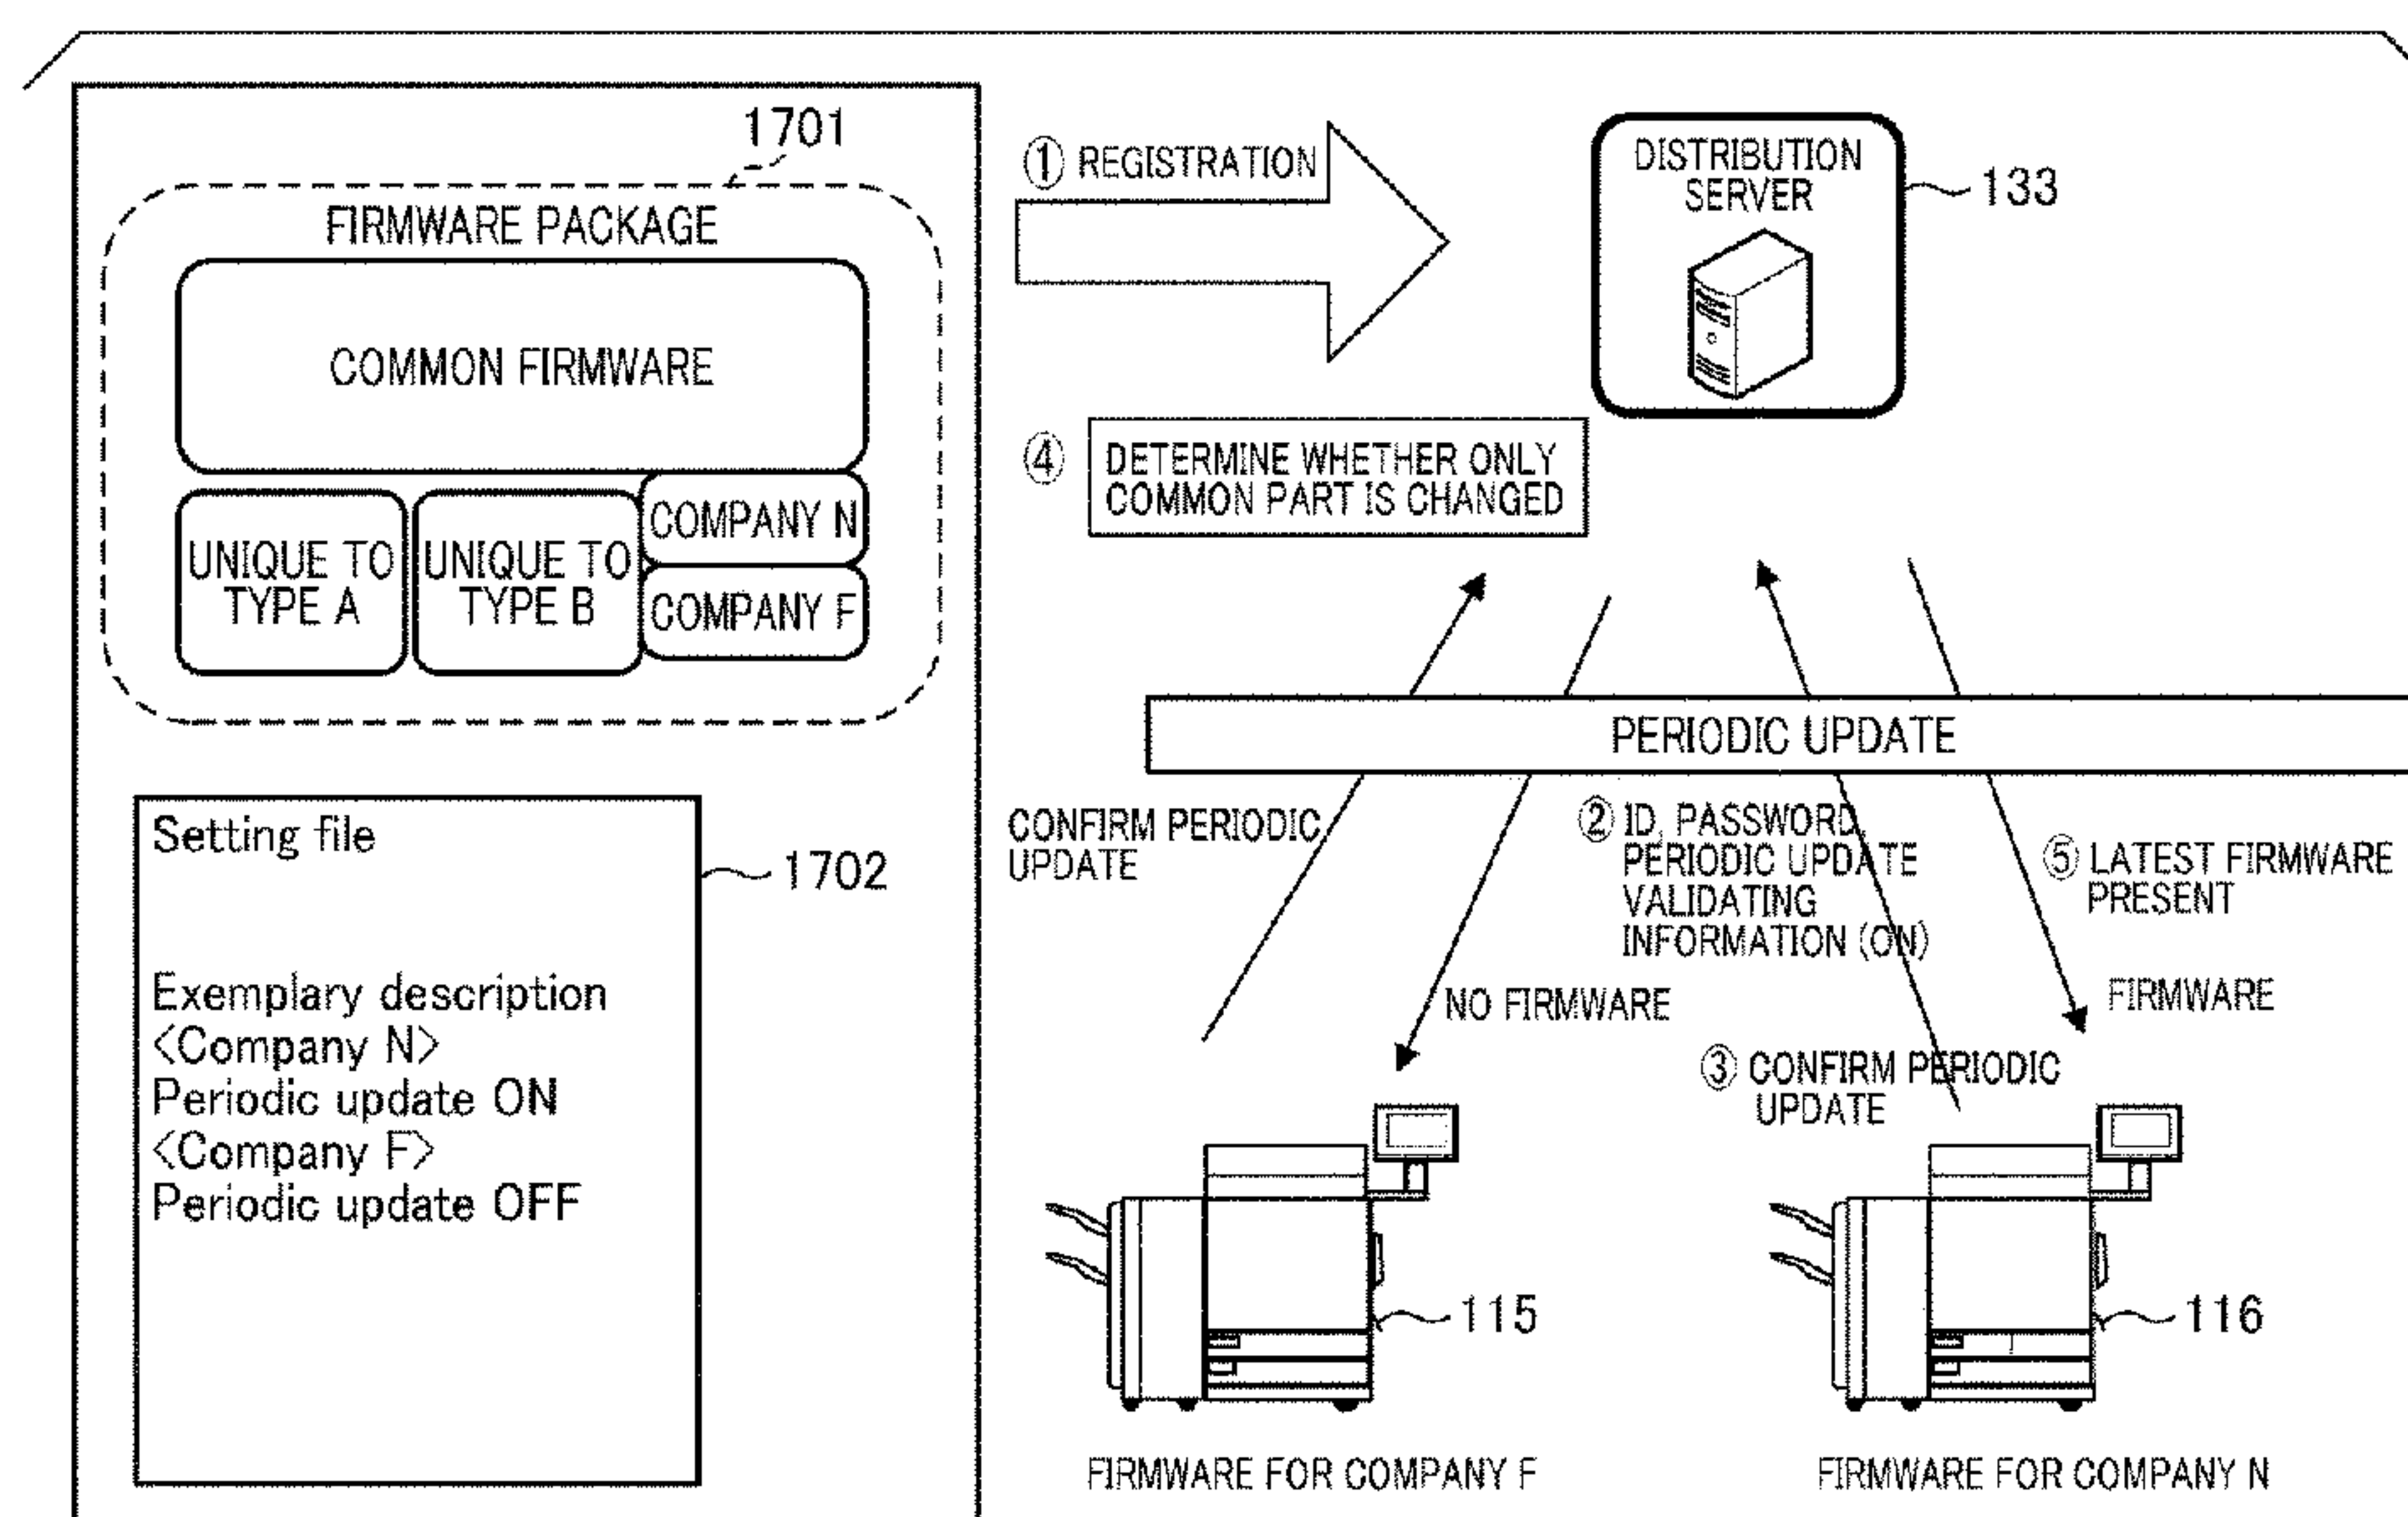 1701
FIRMWARE PACKAGE
COMMON FIRMWARE
UNIQUE TO
TYPE A
UNIQUE TO
TYPE B
COMPANY N
COMPANY F
Setting file
Exemplary description
<Company N>
Periodic update ON
<Company F>
Periodic update OFF
1702
① REGISTRATION
DISTRIBUTION
SERVER
133
④ DETERMINE WHETHER ONLY
COMMON PART IS CHANGED
PERIODIC UPDATE
CONFIRM PERIODIC
UPDATE
NO FIRMWARE
② ID, PASSWORD,
PERIODIC UPDATE
VALIDATING
INFORMATION (ON)
⑤ LATEST FIRMWARE
PRESENT
FIRMWARE
③ CONFIRM PERIODIC
UPDATE
115
116
FIRMWARE FOR COMPANY F
FIRMWARE FOR COMPANY N